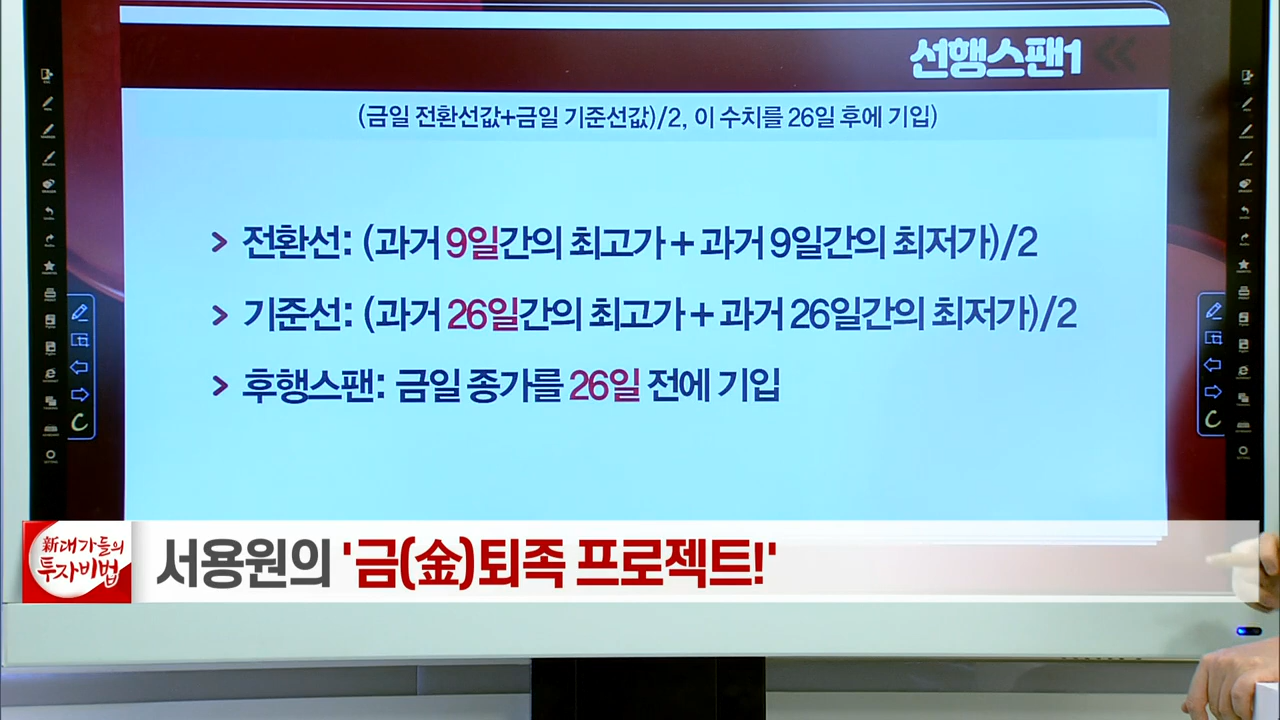 선행스팬1
(금일 전환선값+금일 기준선값)/2, 이 수치를 26일 후에 기입)
> 전환선: (과거 9일간의 최고가 + 과거 9일간의 최저가)/2
> 기준선: (과거 26일간의 최고가 + 과거 26일간의 최저가)/2
> 후행스팬: 금일 종가를 26일 전에 기입
新대가들의
투자비법
서용원의 '금(金)퇴족 프로젝트!'